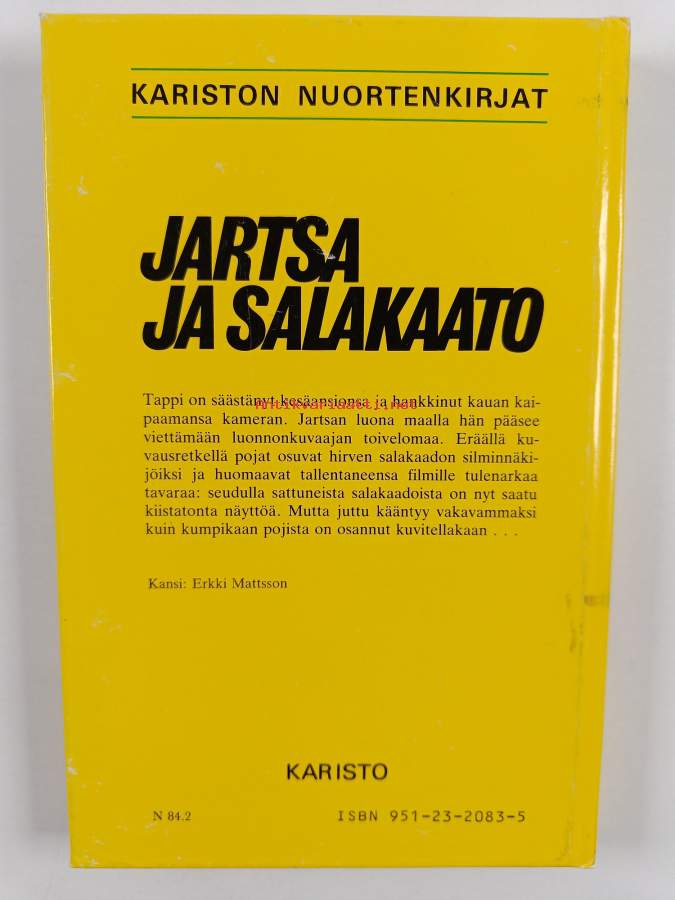 KARISTON NUORTENKIRJAT
JARTSA
JA SALAKAATO
Tappi on säästänyt kesäansionsa ja hankkinut kauan kai-
antikvariaatti.net
paamansa kameran. Jartsan luona maalla hän pääsee
viettämään luonnonkuvaajan toivelomaa. Eräällä ku-
vausretkellä pojat osuvat hirven salakaadon silminnäki-
jöiksi ja huomaavat tallentaneensa filmille tulenarkaa
tavaraa: seudulla sattuneista salakaadoista on nyt saatu
kiistatonta näyttöä. Mutta juttu kääntyy vakavammaksi
kuin kumpikaan pojista on osannut kuvitellakaan . . .
Kansi: Erkki Mattsson
KARISTO
N 84.2 ISBN 951-23-2083-5